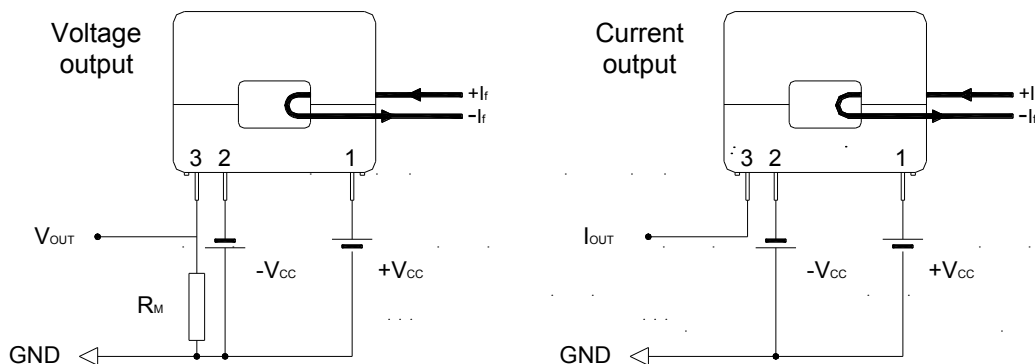 Voltage
output
+If
-If
3 2 1
VOUT
-VCC
+VCC
RM
GND
Current
output
+I
-If
3 2 1
IOUT
-VCC
+VCC
GND